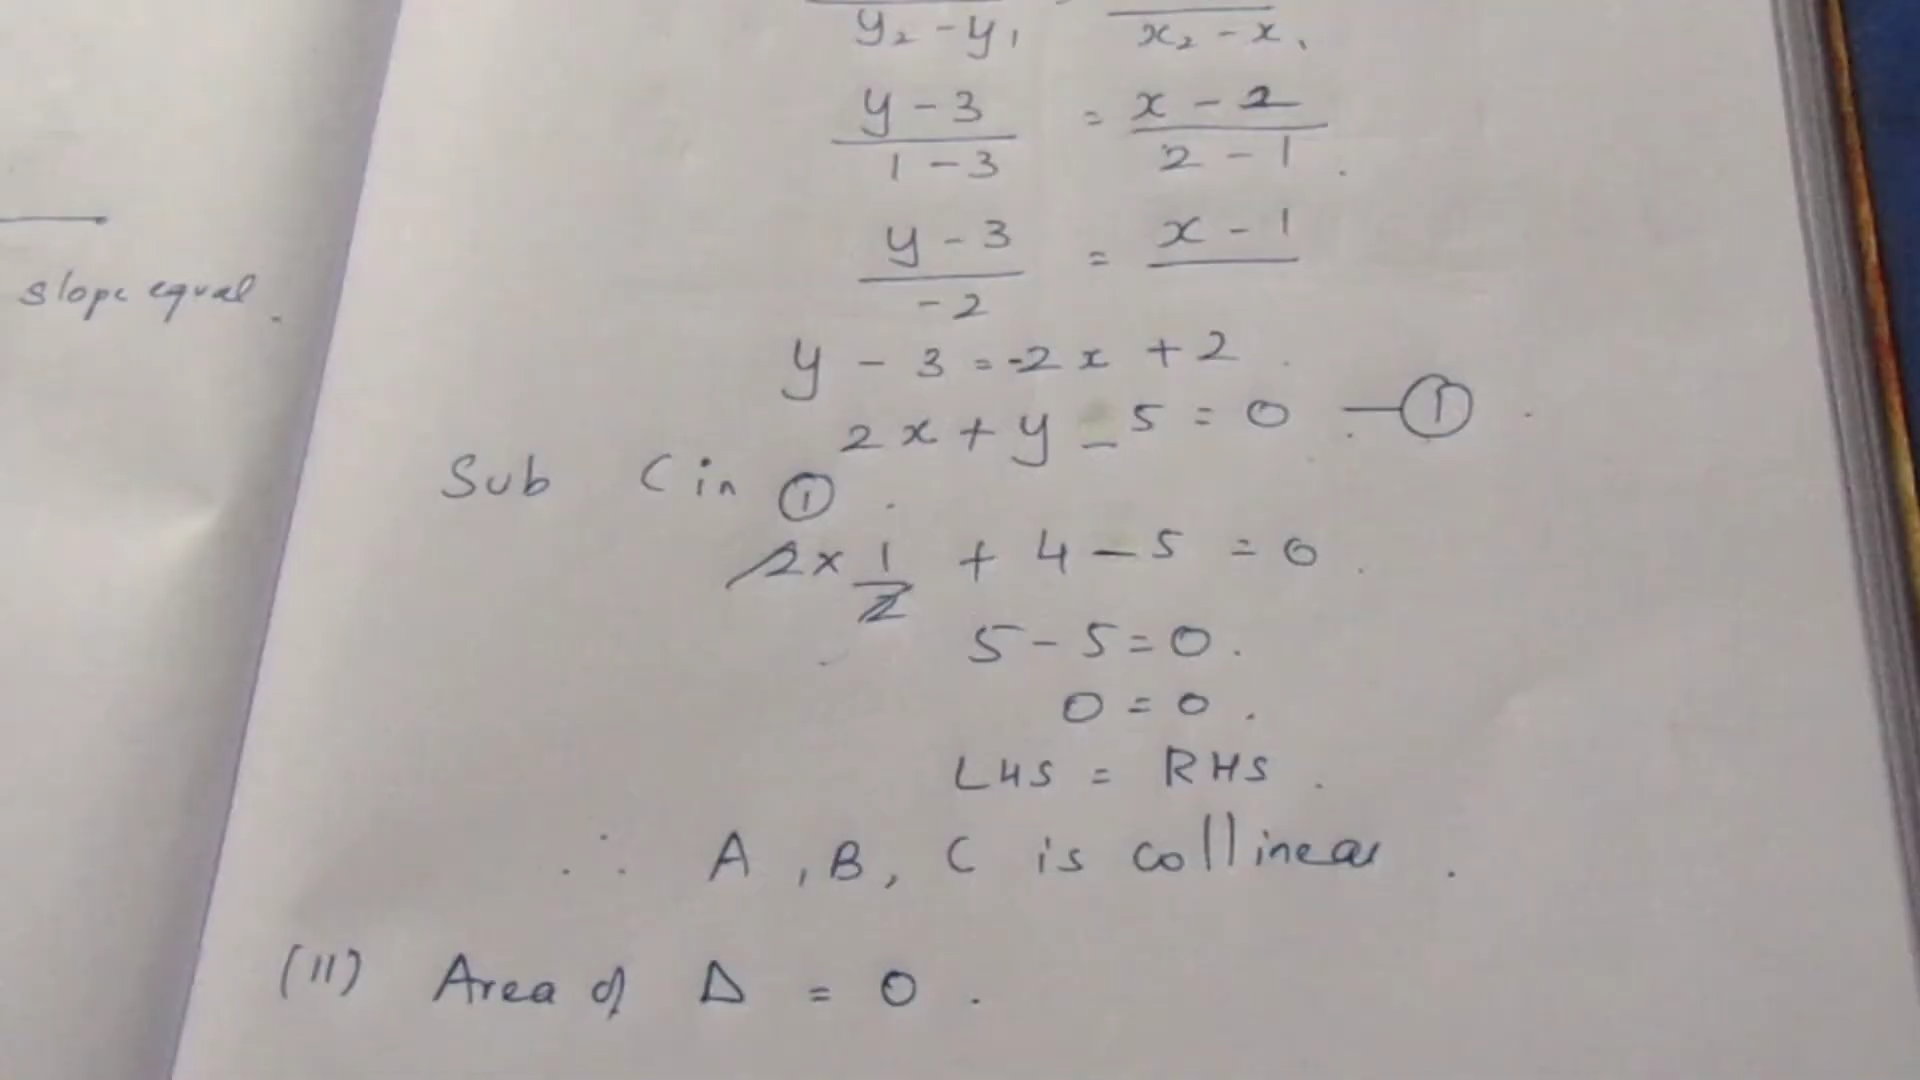 slope equal.
y₂ - y₁   x₂ - x₁
y - 3 / 1 - 3 = x - 2 / 2 - 1.
y - 3 / -2 = x - 1
y - 3 = -2x + 2.
2x + y - 5 = 0 — ①.
Sub C in ①.
2 x 1/2 + 4 - 5 = 0.
5 - 5 = 0.
0 = 0.
LHS = RHS.
∴ A, B, C is collinear.
(II) Area of Δ = 0.